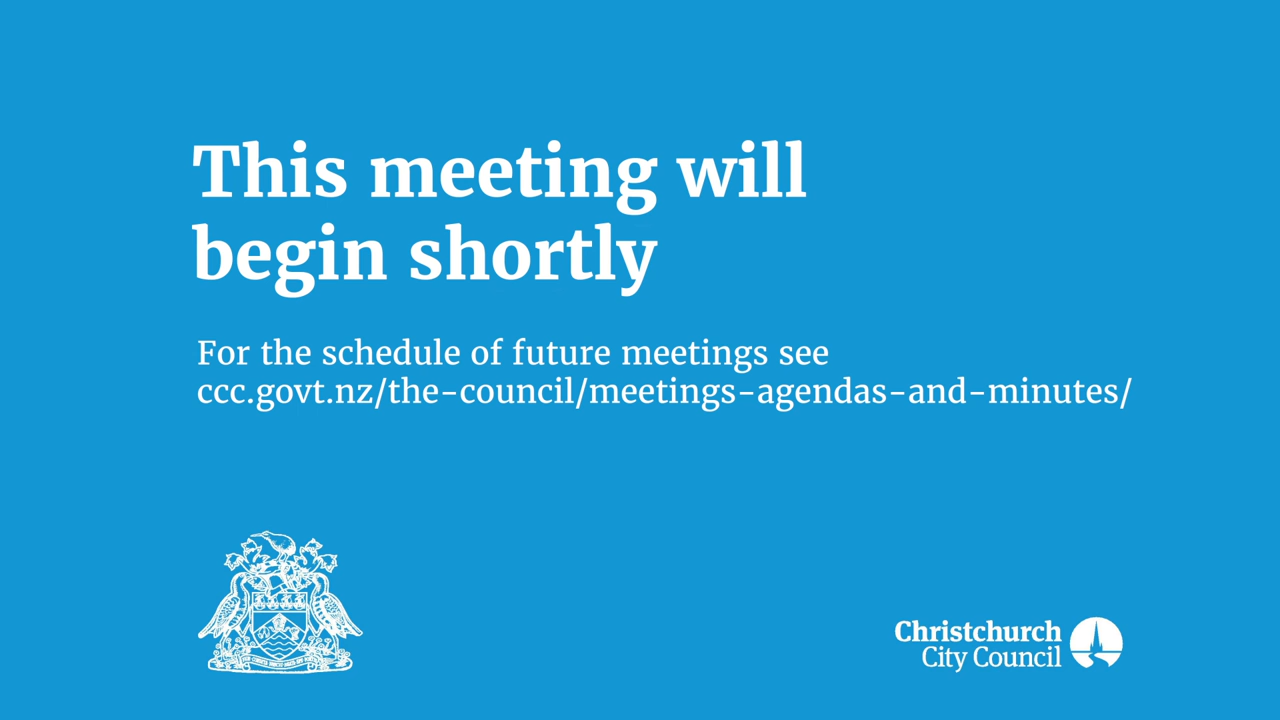 This meeting will
begin shortly
For the schedule of future meetings see
ccc.govt.nz/the-council/meetings-agendas-and-minutes/
Christchurch
City Council